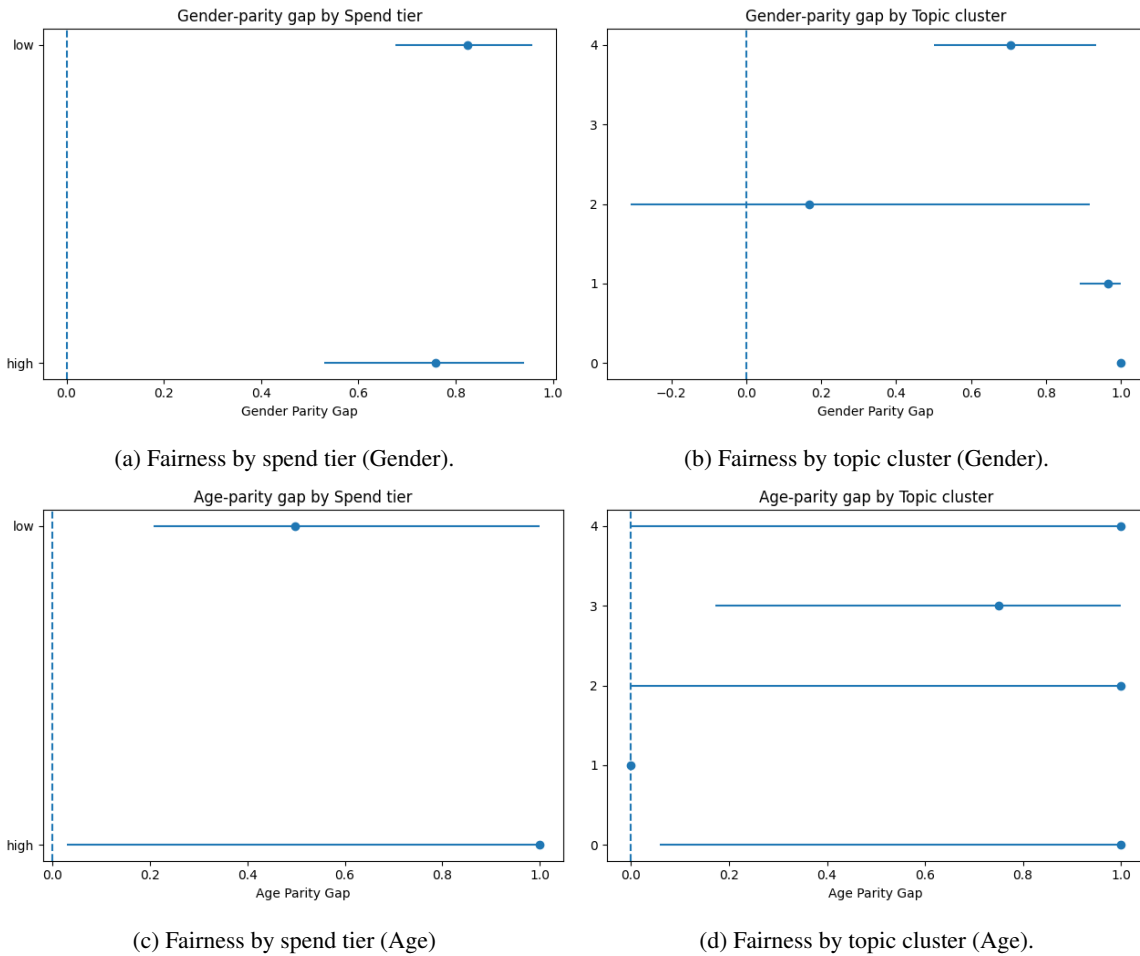 Gender-parity gap by Spend tier
low
high
0.0 0.2 0.4 0.6 0.8 1.0
Gender Parity Gap
(a) Fairness by spend tier (Gender).
Gender-parity gap by Topic cluster
4
3
2
1
0
−0.2 0.0 0.2 0.4 0.6 0.8 1.0
Gender Parity Gap
(b) Fairness by topic cluster (Gender).
Age-parity gap by Spend tier
low
high
0.0 0.2 0.4 0.6 0.8 1.0
Age Parity Gap
(c) Fairness by spend tier (Age)
Age-parity gap by Topic cluster
4
3
2
1
0
0.0 0.2 0.4 0.6 0.8 1.0
Age Parity Gap
(d) Fairness by topic cluster (Age).